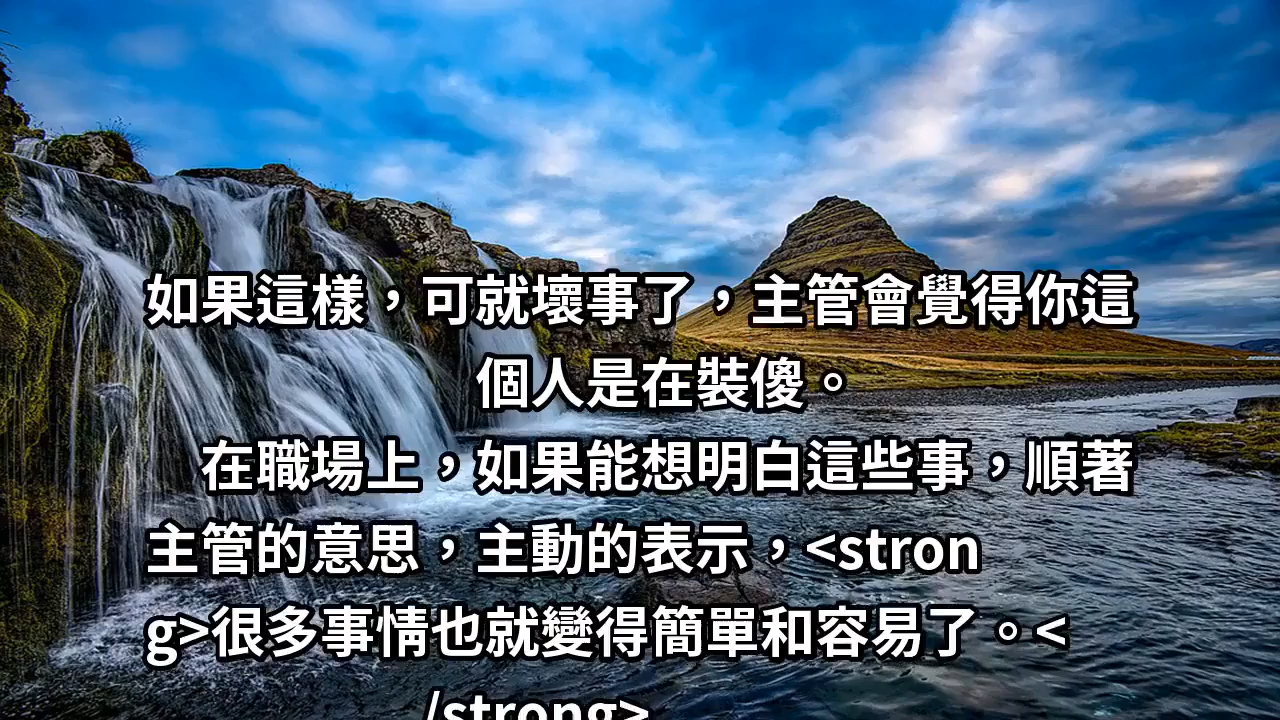 如果這樣，可就壞事了，主管會覺得你這
個人是在裝傻。
在職場上，如果能想明白這些事，順著
主管的意思，主動的表示，<stron
g>很多事情也就變得簡單和容易了。<
/strong>